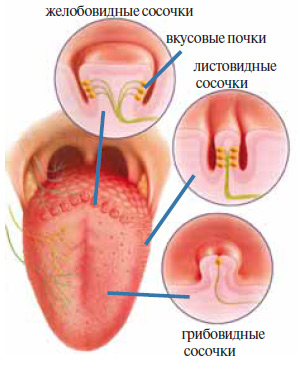 желобовидные сосочки
вкусовые почки
листовидные
сосочки
грибовидные
сосочки